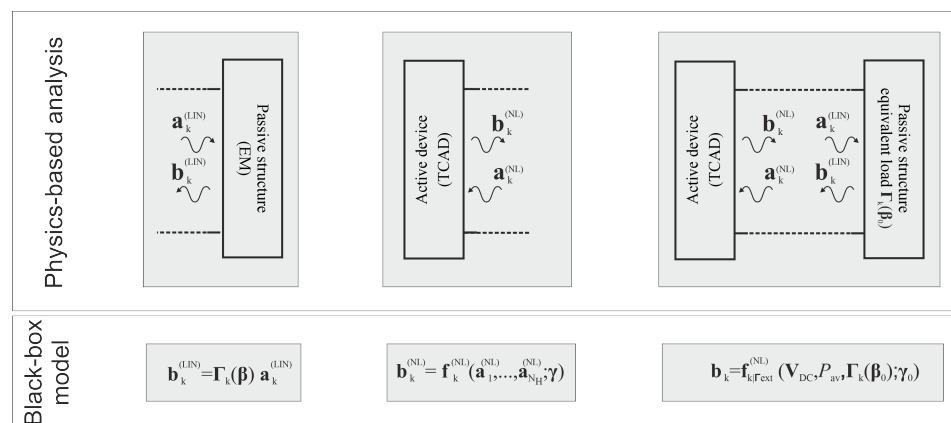 Physics-based analysis
a_k^(LIN)
b_k^(LIN)
Passive structure
(EM)
Active device
(TCAD)
b_k^(NL)
a_k^(NL)
Active device
(TCAD)
b_k^(NL)
a_k^(NL)
a_k^(LIN)
b_k^(LIN)
Passive structure
equivalent load Γ_k(β_0)
Black-box
model
b_k^(LIN)=Γ_k(β) a_k^(LIN)
b_k^(NL)= f_k^(NL)(a_1^(NL),...,a_N_H^(NL);γ)
b_k=f_k|Γext^(NL) (V_DC,P_av,Γ_k(β_0);γ_0)